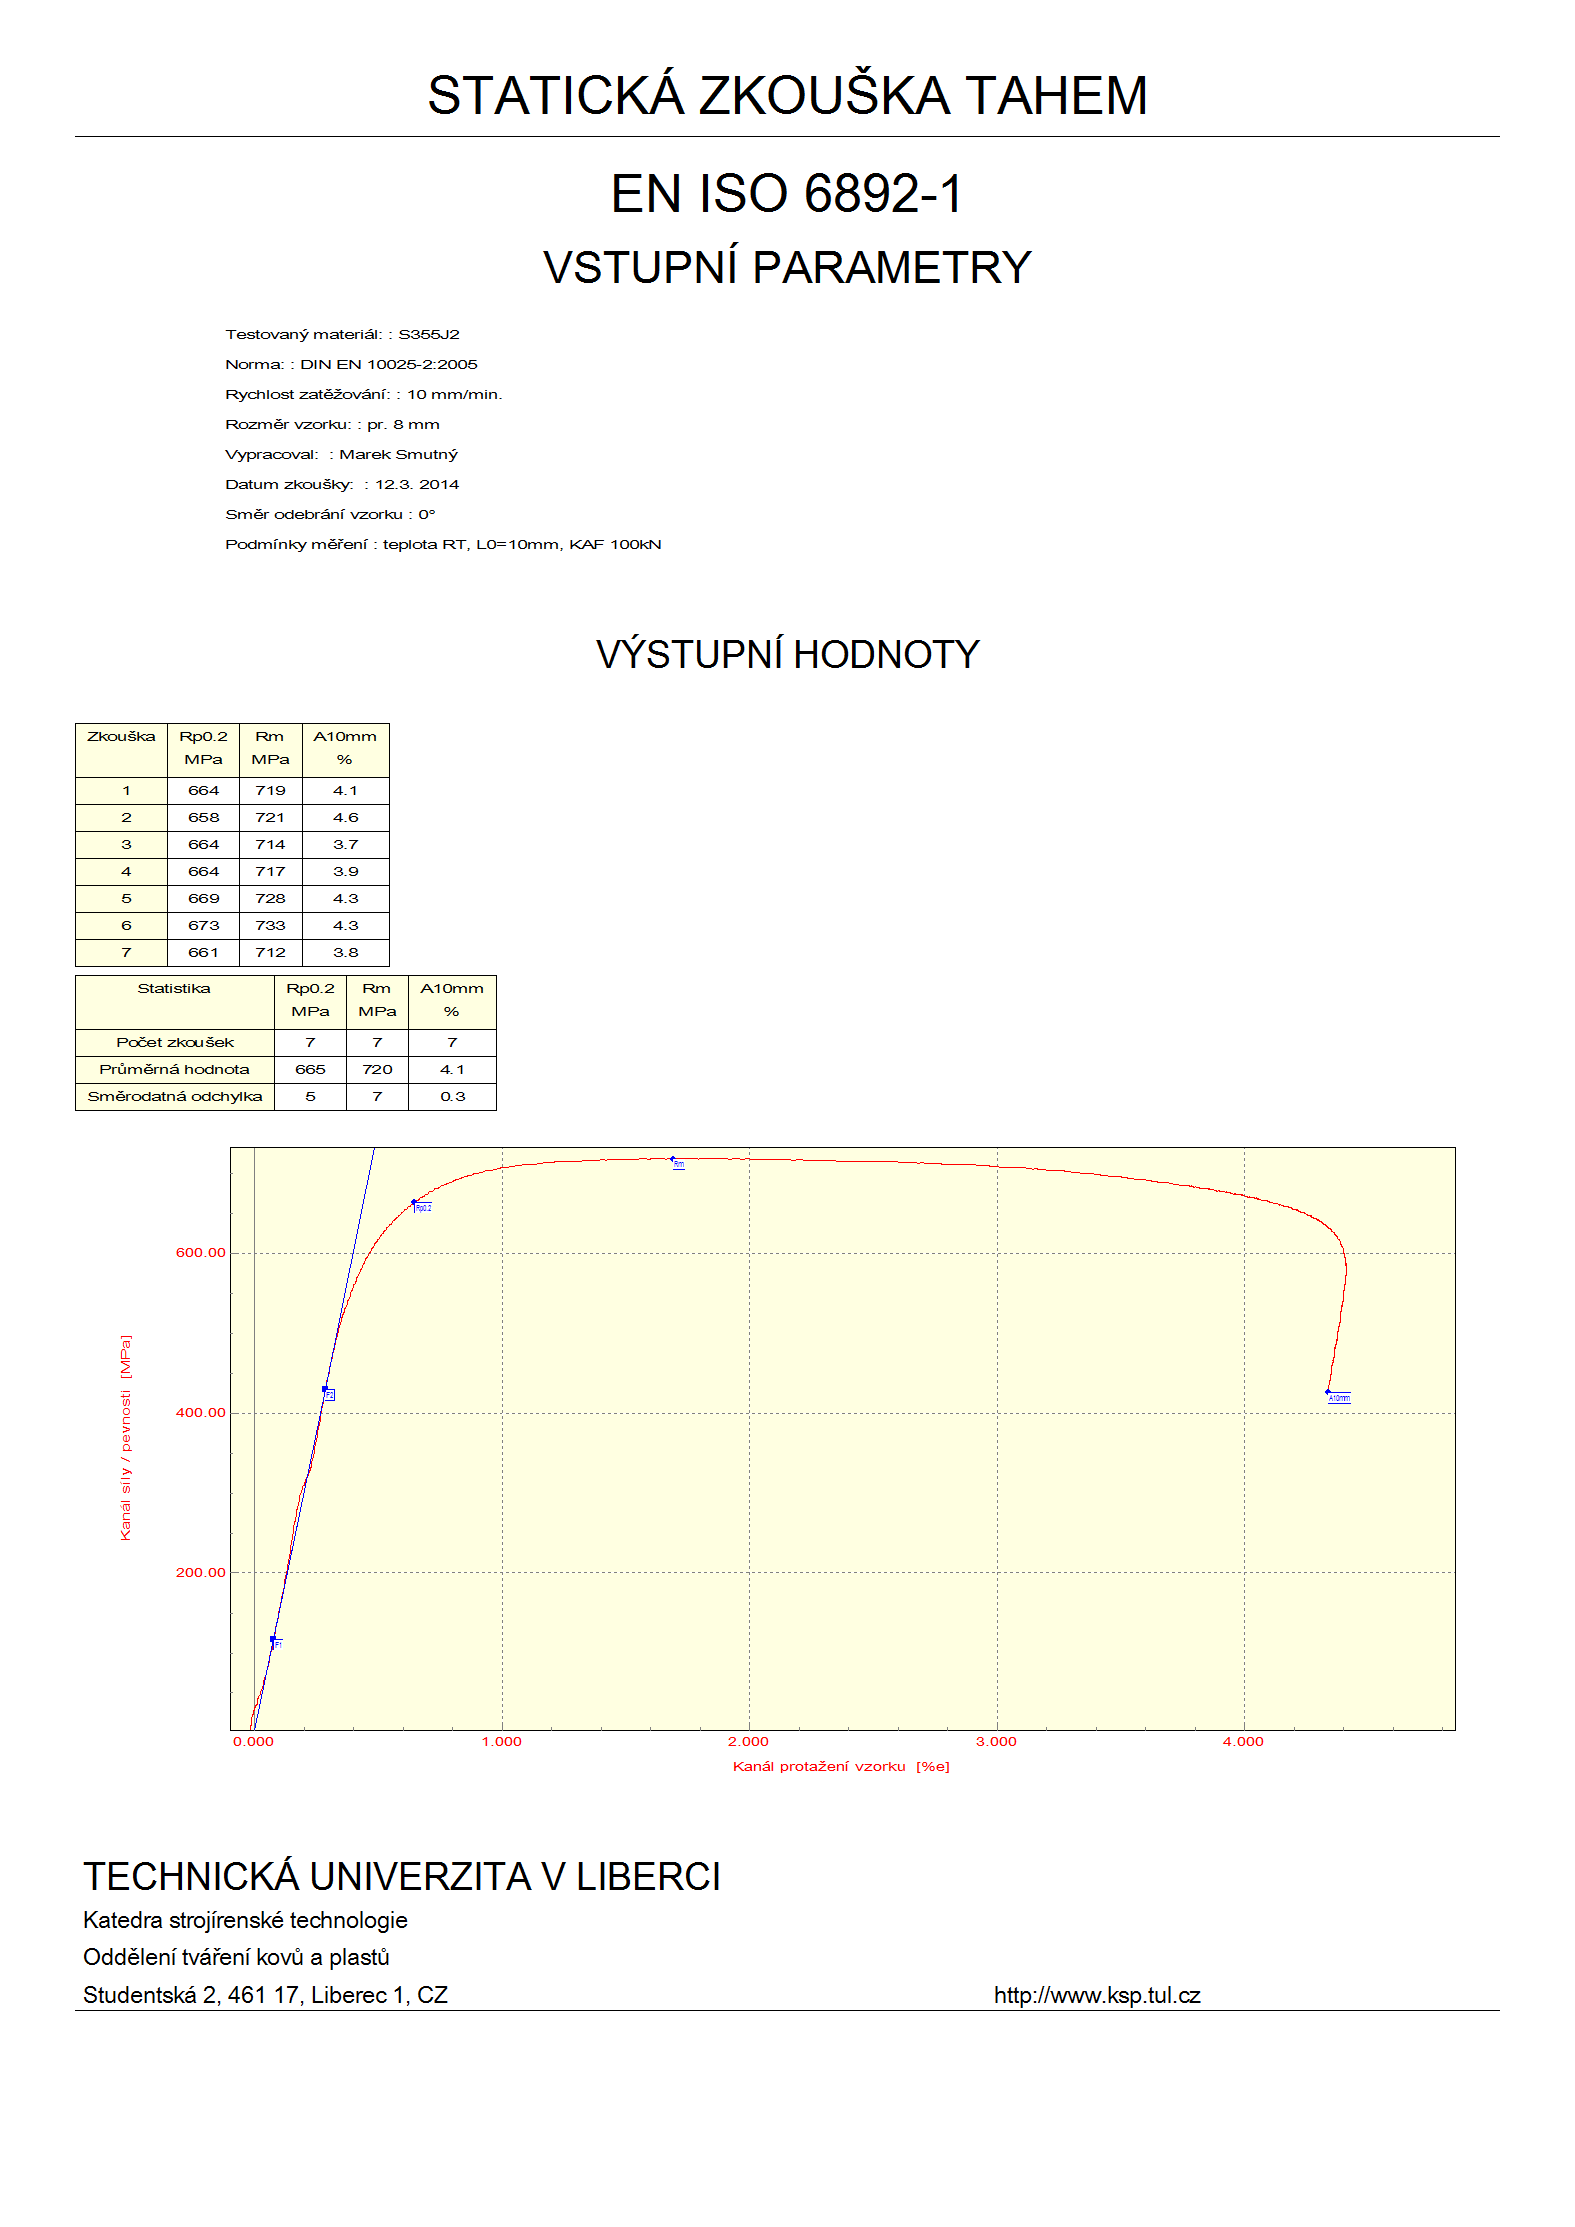 STATICKÁ ZKOUŠKA TAHEM
EN ISO 6892-1
VSTUPNÍ PARAMETRY
Testovaný materiál: : S355J2
Norma: : DIN EN 10025-2:2005
Rychlost zatěžování: : 10 mm/min.
Rozměr vzorku: : pr. 8 mm
Vypracoval:  : Marek Smutný
Datum zkoušky:  : 12.3. 2014
Směr odebrání vzorku : 0°
Podmínky měření : teplota RT, L0=10mm, KAF 100kN
VÝSTUPNÍ HODNOTY
Zkouška Rp0.2 Rm A10mm
MPa MPa %
1 664 719 4.1
2 658 721 4.6
3 664 714 3.7
4 664 717 3.9
5 669 728 4.3
6 673 733 4.3
7 661 712 3.8
Statistika Rp0.2 Rm A10mm
MPa MPa %
Počet zkoušek 7 7 7
Průměrná hodnota 665 720 4.1
Směrodatná odchylka 5 7 0.3
Rm
Rp0.2
600.00
P2
A10mm
400.00
Kanál síly / pevnosti [MPa]
200.00
P1
0.000 1.000 2.000 3.000 4.000
Kanál protažení vzorku [%e]
TECHNICKÁ UNIVERZITA V LIBERCI
Katedra strojírenské technologie
Oddělení tváření kovů a plastů
Studentská 2, 461 17, Liberec 1, CZ http://www.ksp.tul.cz